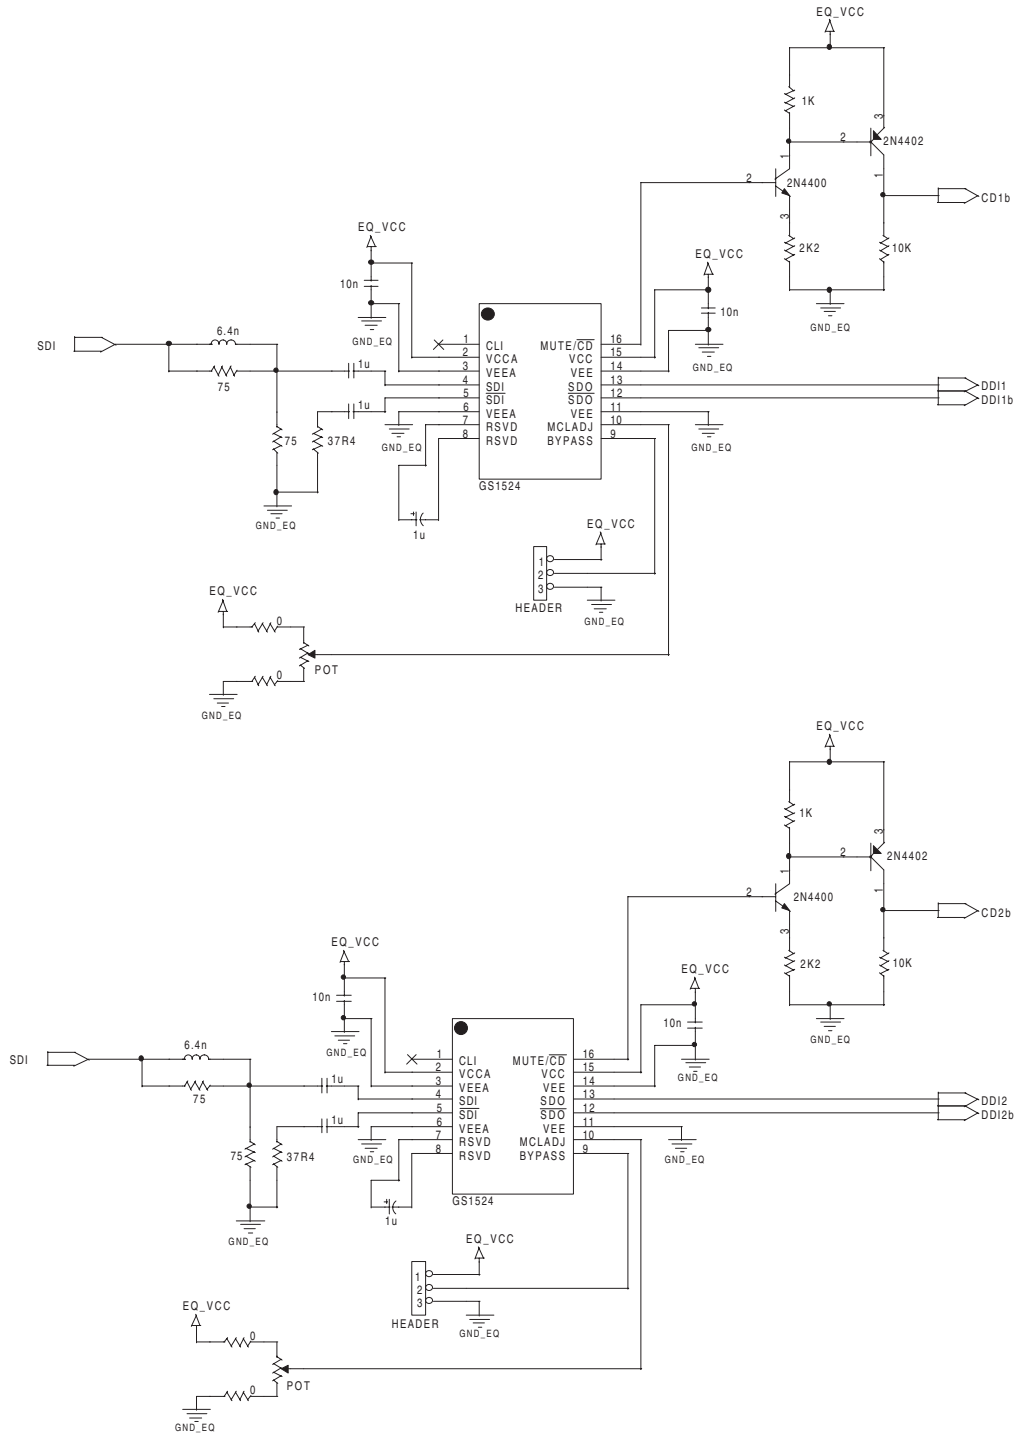 EQ_VCC
1K
3
2
2N4402
1
1
2
2N4400
CD1b
3
2K2
10K
GND_EQ
EQ_VCC
10n
GND_EQ
EQ_VCC
10n
GND_EQ
SDI
6.4n
75
1u
1u
75
37R4
GND_EQ
GND_EQ
1 CLI MUTE/CD 16
2 VCCA VCC 15
3 VEEA VEE 14
4 SDI SDO 13
5 SDI SDO 12
6 VEEA VEE 11
7 RSVD MCLADJ 10
8 RSVD BYPASS 9
GS1524
DDI1
DDI1b
GND_EQ
+
1u
EQ_VCC
1
2
3
HEADER
GND_EQ
EQ_VCC
0
POT
0
GND_EQ
EQ_VCC
1K
3
2
2N4402
1
1
2
2N4400
CD2b
3
2K2
10K
GND_EQ
EQ_VCC
10n
GND_EQ
EQ_VCC
10n
GND_EQ
SDI
6.4n
75
1u
1u
75
37R4
GND_EQ
GND_EQ
1 CLI MUTE/CD 16
2 VCCA VCC 15
3 VEEA VEE 14
4 SDI SDO 13
5 SDI SDO 12
6 VEEA VEE 11
7 RSVD MCLADJ 10
8 RSVD BYPASS 9
GS1524
DDI2
DDI2b
GND_EQ
+
1u
EQ_VCC
1
2
3
HEADER
GND_EQ
EQ_VCC
0
POT
0
GND_EQ